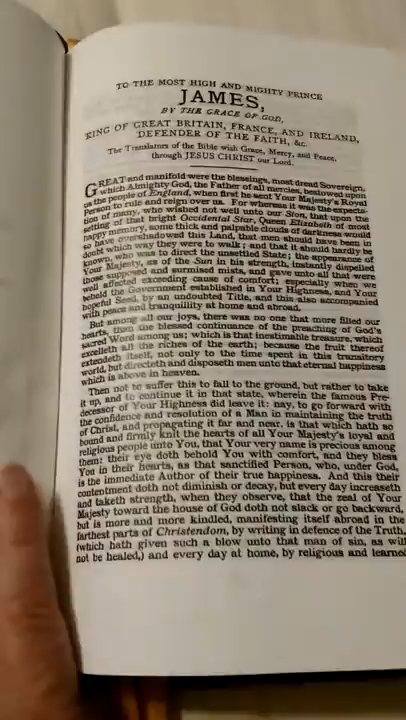 TO THE MOST HIGH AND MIGHTY PRINCE
JAMES,
BY THE GRACE OF GOD,
KING OF GREAT BRITAIN, FRANCE, AND IRELAND,
DEFENDER OF THE FAITH, &c.
The Translators of the Bible wish Grace, Mercy, and Peace,
through JESUS CHRIST our Lord.
GREAT and manifold were the blessings, most dread Sovereign,
which Almighty God, the Father of all mercies, bestowed upon
us the people of England, when first he sent Your Majesty's Royal
Person to rule and reign over us. For whereas it was the expecta-
tion of many, who wished not well unto our Sion, that upon the
setting of that bright Occidental Star, Queen Elizabeth of most
happy memory, some thick and palpable clouds of darkness would
so have overshadowed this Land, that men should have been in
doubt which way they were to walk; and that it should hardly be
known, who was to direct the unsettled State; the appearance of
Your Majesty, as of the Sun in his strength, instantly dispelled
those supposed and surmised mists, and gave unto all that were
well affected exceeding cause of comfort; especially when we
beheld the Government established in Your Highness, and Your
hopeful Seed, by an undoubted Title, and this also accompanied
with peace and tranquillity at home and abroad.
But among all our joys, there was no one that more filled our
hearts, then the blessed continuance of the preaching of God's
sacred Word among us; which is that inestimable treasure, which
excelleth all the riches of the earth; because the fruit thereof
extendeth itself, not only to the time spent in this transitory
world, but directeth and disposeth men unto that eternal happiness
which is above in heaven.
Then not to suffer this to fall to the ground, but rather to take
it up, and to continue it in that state, wherein the famous Pre-
decessor of Your Highness did leave it: nay, to go forward with
the confidence and resolution of a Man in maintaining the truth
of Christ, and propagating it far and near, is that which hath so
bound and firmly knit the hearts of all Your Majesty's loyal and
religious people unto You, that Your very name is precious among
them: their eye doth behold You with comfort, and they bless
You in their hearts, as that sanctified Person, who, under God,
is the immediate Author of their true happiness. And this their
contentment doth not diminish or decay, but every day increaseth
and taketh strength, when they observe, that the zeal of Your
Majesty toward the house of God doth not slack or go backward,
but is more and more kindled, manifesting itself abroad in the
farthest parts of Christendom, by writing in defence of the Truth,
(which hath given such a blow unto that man of sin, as will
not be healed,) and every day at home, by religious and learned